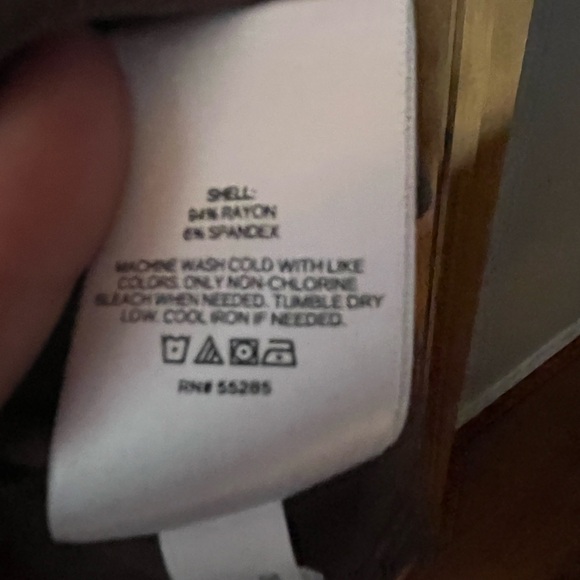 SHELL:
94% RAYON
6% SPANDEX
MACHINE WASH COLD WITH LIKE
COLORS. ONLY NON-CHLORINE
BLEACH WHEN NEEDED. TUMBLE DRY
LOW. COOL IRON IF NEEDED.
RN# 55285